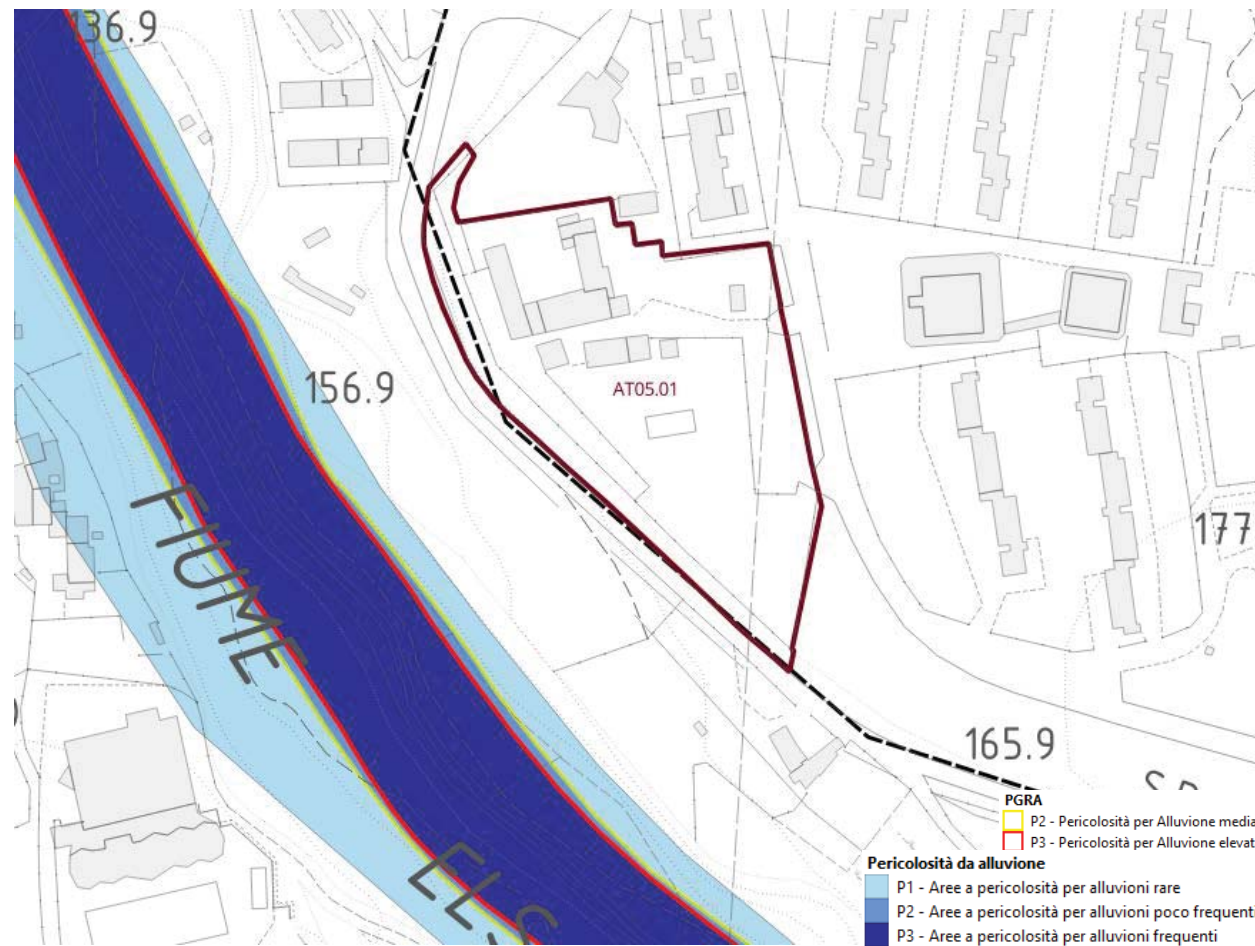 136.9
156.9
AT05.01
FIUME
177
165.9
PGRA
P2 - Pericolosità per Alluvione media
P3 - Pericolosità per Alluvione elevat
Pericolosità da alluvione
P1 - Aree a pericolosità per alluvioni rare
P2 - Aree a pericolosità per alluvioni poco frequenti
P3 - Aree a pericolosità per alluvioni frequenti
ELS